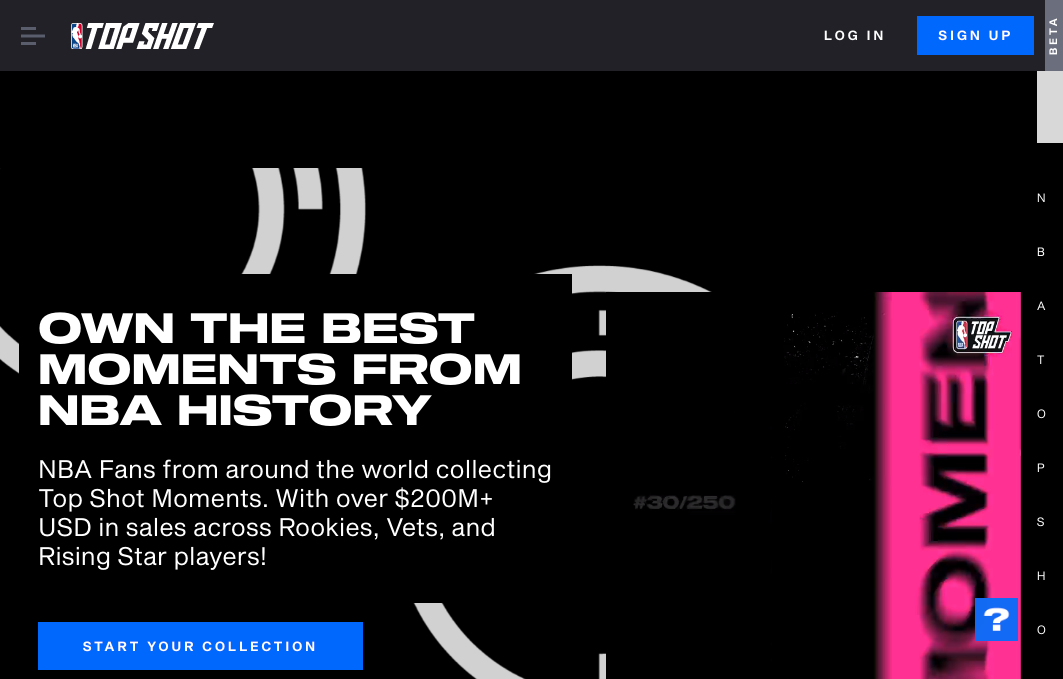 TOP SHOT
LOG IN
SIGN UP
BETA
OWN THE BEST
MOMENTS FROM
NBA HISTORY
NBA Fans from around the world collecting
Top Shot Moments. With over $200M+
USD in sales across Rookies, Vets, and
Rising Star players!
START YOUR COLLECTION
#30/250
TOP
SHOT
MOMEN
?
N
B
A
T
O
P
S
H
O